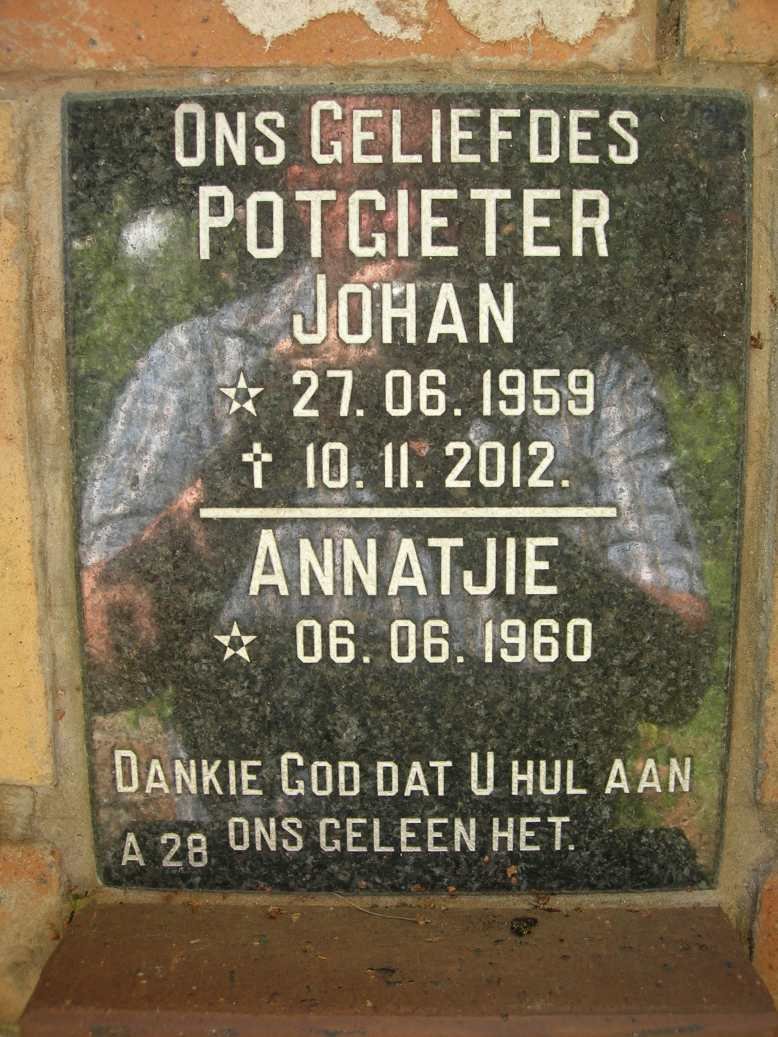 ONS GELIEFDES
POTGIETER
JOHAN
☆ 27. 06. 1959
† 10. 11. 2012.
ANNATJIE
☆ 06. 06. 1960
DANKIE GOD DAT U HUL AAN
ONS GELEEN HET.
A 28